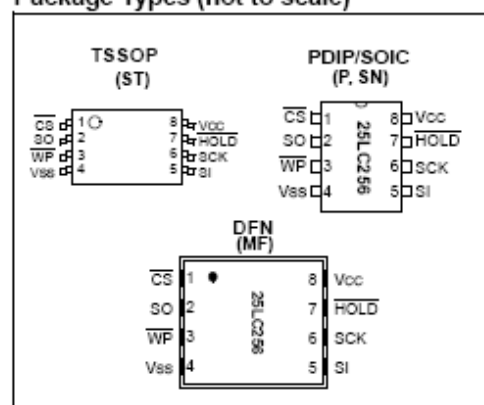 Package Types (not to scale)
TSSOP
(ST)
CS 1 8 VCC
SO 2 7 HOLD
WP 3 6 SCK
VSS 4 5 SI
PDIP/SOIC
(P, SN)
CS 1 8 VCC
SO 2 7 HOLD
WP 3 6 SCK
VSS 4 5 SI
25LC256
DFN
(MF)
CS 1 8 VCC
SO 2 7 HOLD
WP 3 6 SCK
VSS 4 5 SI
25LC256